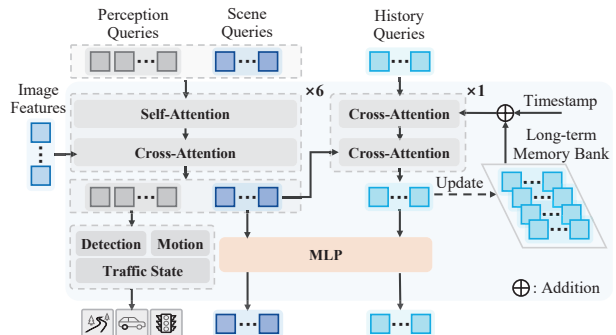 Perception
Queries
Scene
Queries
History
Queries
Image
Features
×6
×1
Self-Attention
Cross-Attention
Cross-Attention
Cross-Attention
Timestamp
Long-term
Memory Bank
Update
Detection
Motion
Traffic State
MLP
: Addition